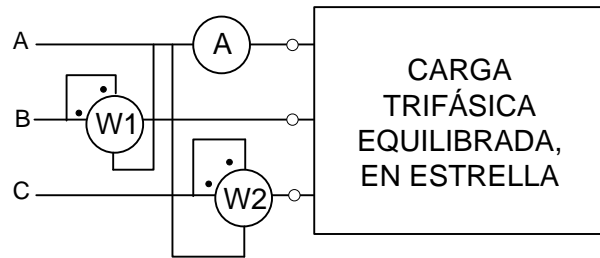 A
A
CARGA
TRIFÁSICA
EQUILIBRADA,
EN ESTRELLA
B
W1
C
W2